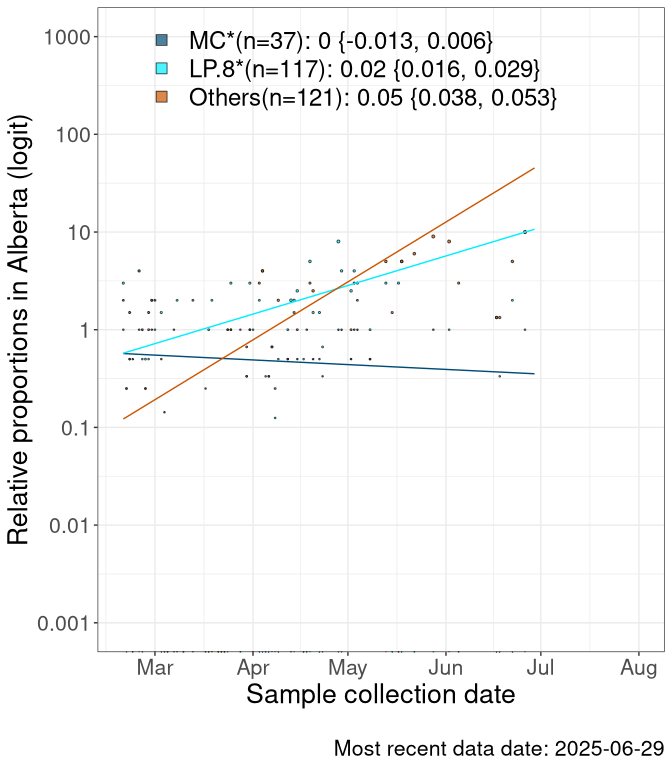 MC*(n=37): 0 {-0.013, 0.006}
LP.8*(n=117): 0.02 {0.016, 0.029}
Others(n=121): 0.05 {0.038, 0.053}
Relative proportions in Alberta (logit)
1000
100
10
1
0.1
0.01
0.001
Mar Apr May Jun Jul Aug
Sample collection date
Most recent data date: 2025-06-29